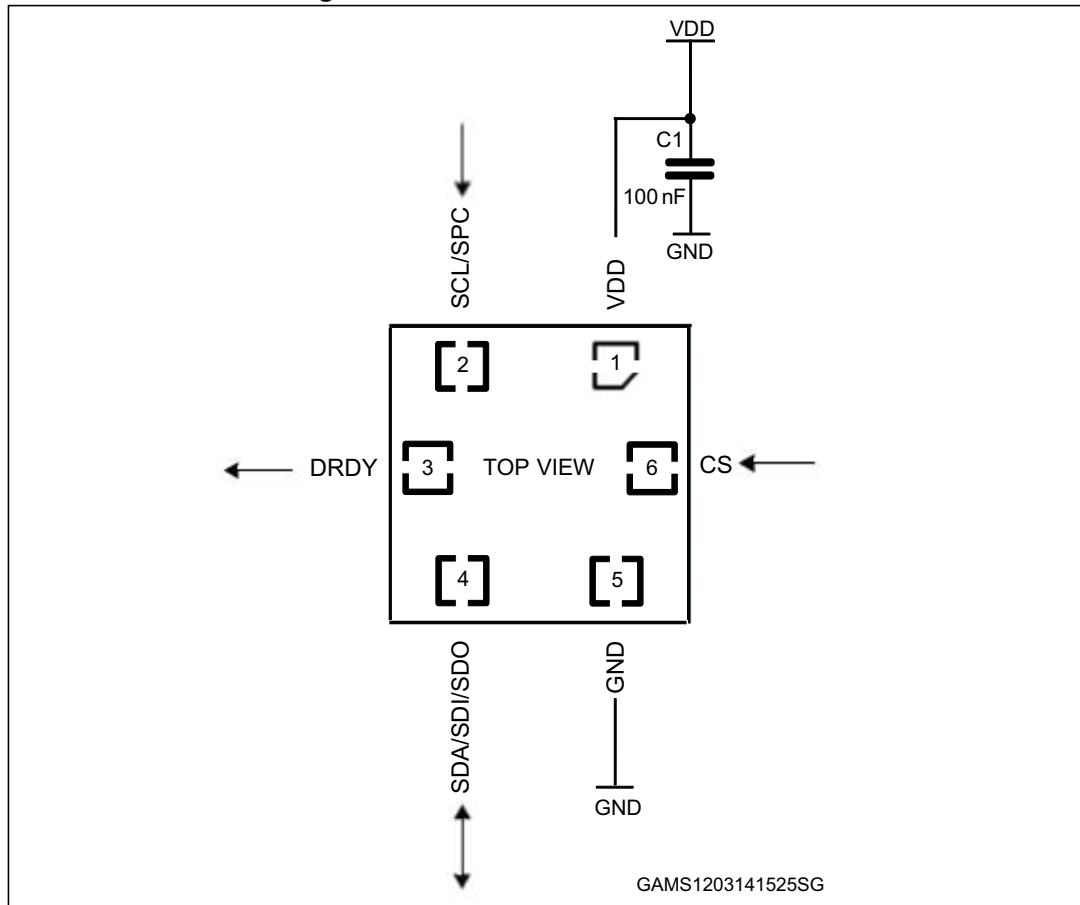 g
VDD
C1
100 nF
GND
SCL/SPC
VDD
2
1
DRDY
3
TOP VIEW
6
CS
4
5
SDA/SDI/SDO
GND
GND
GAMS1203141525SG